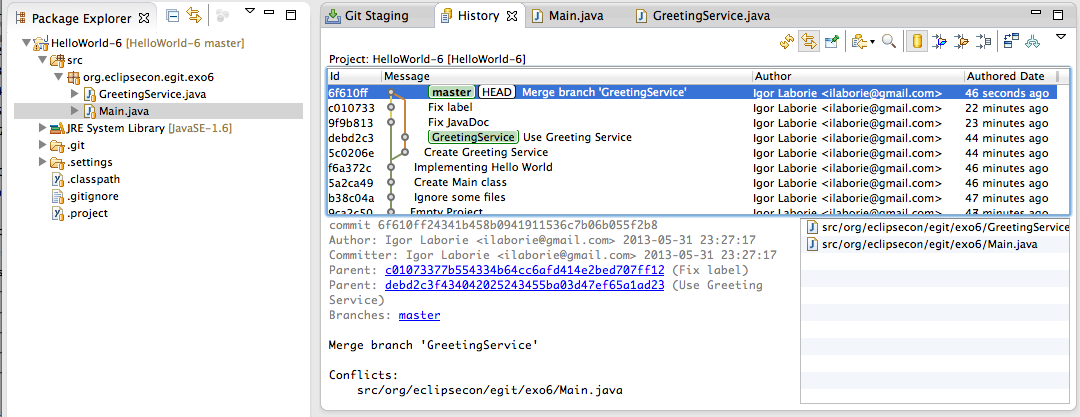 Package Explorer
HelloWorld-6 [HelloWorld-6 master]
src
org.eclipsecon.egit.exo6
GreetingService.java
Main.java
JRE System Library [JavaSE-1.6]
.git
.settings
.classpath
.gitignore
.project
Git Staging History Main.java GreetingService.java
Project: HelloWorld-6 [HelloWorld-6]
Id Message Author Authored Date
6f610ff master HEAD Merge branch 'GreetingService' Igor Laborie <ilaborie@gmail.com> 46 seconds ago
c010733 Fix label Igor Laborie <ilaborie@gmail.com> 22 minutes ago
9f9b813 Fix JavaDoc Igor Laborie <ilaborie@gmail.com> 23 minutes ago
debd2c3 GreetingService Use Greeting Service Igor Laborie <ilaborie@gmail.com> 44 minutes ago
5c0206e Create Greeting Service Igor Laborie <ilaborie@gmail.com> 44 minutes ago
f6a372c Implementing Hello World Igor Laborie <ilaborie@gmail.com> 46 minutes ago
5a2ca49 Create Main class Igor Laborie <ilaborie@gmail.com> 46 minutes ago
b38c04a Ignore some files Igor Laborie <ilaborie@gmail.com> 47 minutes ago
9ca2c50 Empty Project Igor Laborie <ilaborie@gmail.com> minutes ago
commit 6f610ff24341b458b0941911536c7b06b055f2b8
Author: Igor Laborie <ilaborie@gmail.com> 2013-05-31 23:27:17
Committer: Igor Laborie <ilaborie@gmail.com> 2013-05-31 23:27:17
Parent: c01073377b554334b64cc6afd414e2bed707ff12 (Fix label)
Parent: debd2c3f434042025243455ba03d47ef65a1ad23 (Use Greeting
Service)
Branches: master
Merge branch 'GreetingService'
Conflicts:
src/org/eclipsecon/egit/exo6/Main.java
src/org/eclipsecon/egit/exo6/GreetingService
src/org/eclipsecon/egit/exo6/Main.java